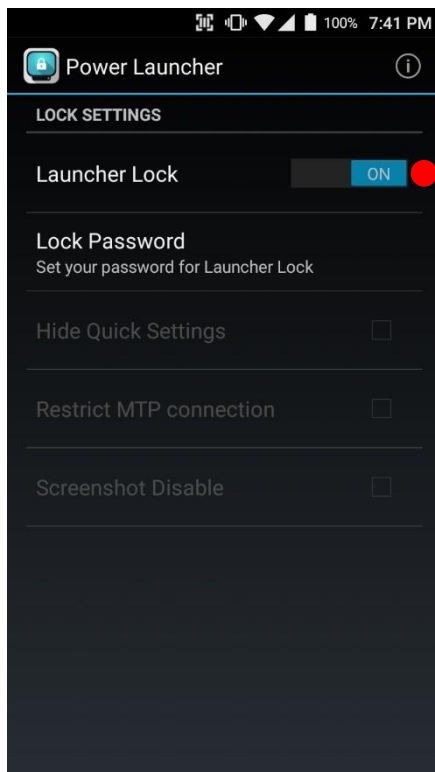 100% 7:41 PM
Power Launcher
LOCK SETTINGS
Launcher Lock ON
Lock Password
Set your password for Launcher Lock
Hide Quick Settings
Restrict MTP connection
Screenshot Disable